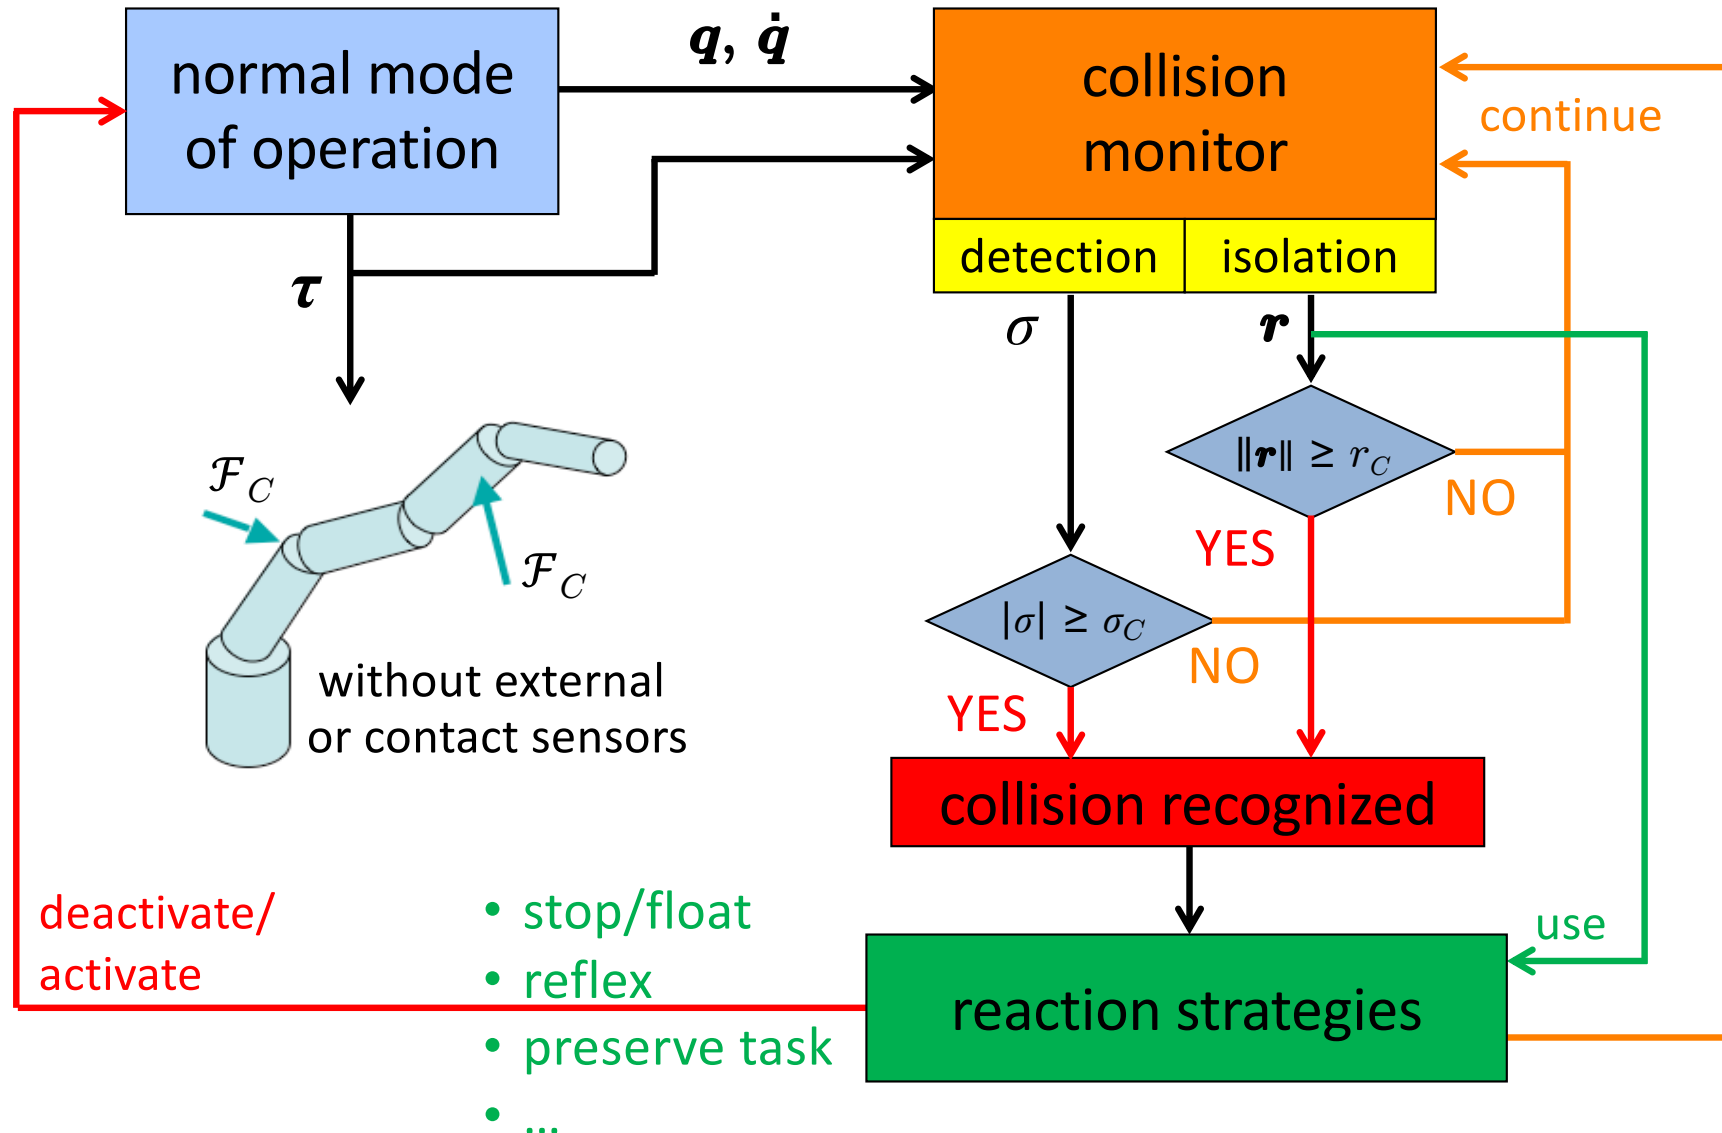 normal mode
of operation
q, q̇
collision
monitor
continue
detection
isolation
τ
σ
r
‖r‖ ≥ r_C
NO
YES
ℱ_C
ℱ_C
|σ| ≥ σ_C
NO
YES
without external
or contact sensors
collision recognized
deactivate/
activate
• stop/float
• reflex
• preserve task
• ...
use
reaction strategies